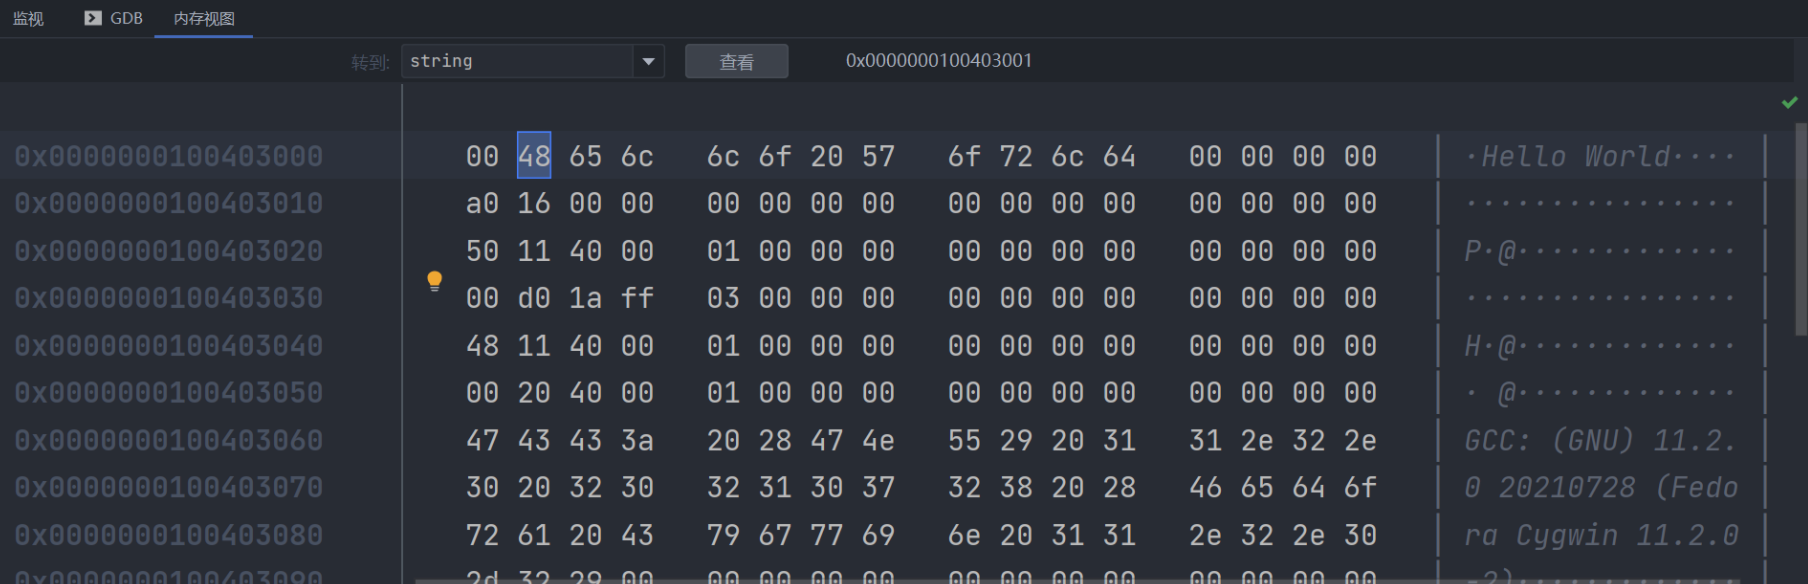 监视 GDB 内存视图
转到: string 查看 0x0000000100403001
0x0000000100403000 00 48 65 6c 6c 6f 20 57 6f 72 6c 64 00 00 00 00 ·Hello World····
0x0000000100403010 a0 16 00 00 00 00 00 00 00 00 00 00 00 00 00 00 ················
0x0000000100403020 50 11 40 00 01 00 00 00 00 00 00 00 00 00 00 00 P·@·············
0x0000000100403030 00 d0 1a ff 03 00 00 00 00 00 00 00 00 00 00 00 ················
0x0000000100403040 48 11 40 00 01 00 00 00 00 00 00 00 00 00 00 00 H·@·············
0x0000000100403050 00 20 40 00 01 00 00 00 00 00 00 00 00 00 00 00 · @·············
0x0000000100403060 47 43 43 3a 20 28 47 4e 55 29 20 31 31 2e 32 2e GCC: (GNU) 11.2.
0x0000000100403070 30 20 32 30 32 31 30 37 32 38 20 28 46 65 64 6f 0 20210728 (Fedo
0x0000000100403080 72 61 20 43 79 67 77 69 6e 20 31 31 2e 32 2e 30 ra Cygwin 11.2.0
0x0000000100403090 2d 32 29 00 00 00 00 00 00 00 00 00 00 00 00 00 -2)·············